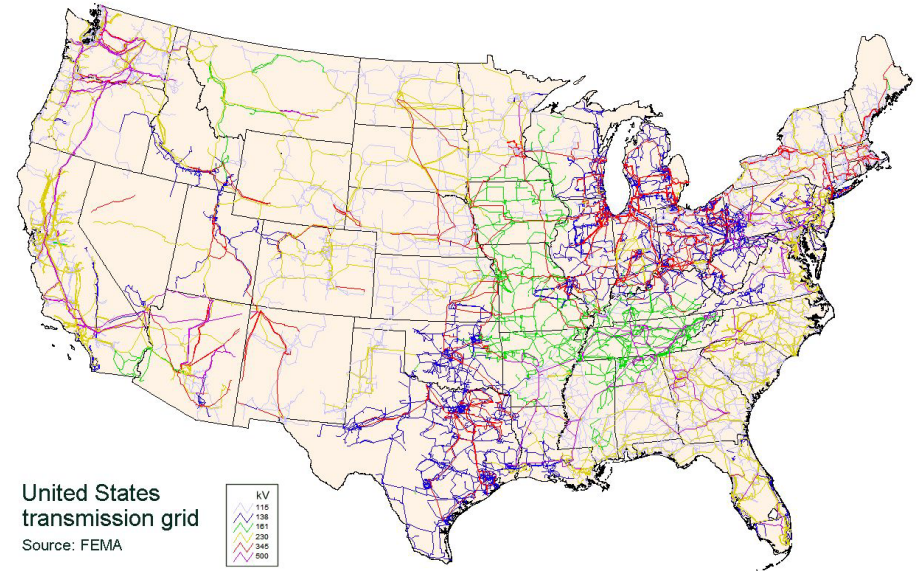 United States
transmission grid
Source: FEMA
kV
115
138
161
230
345
500